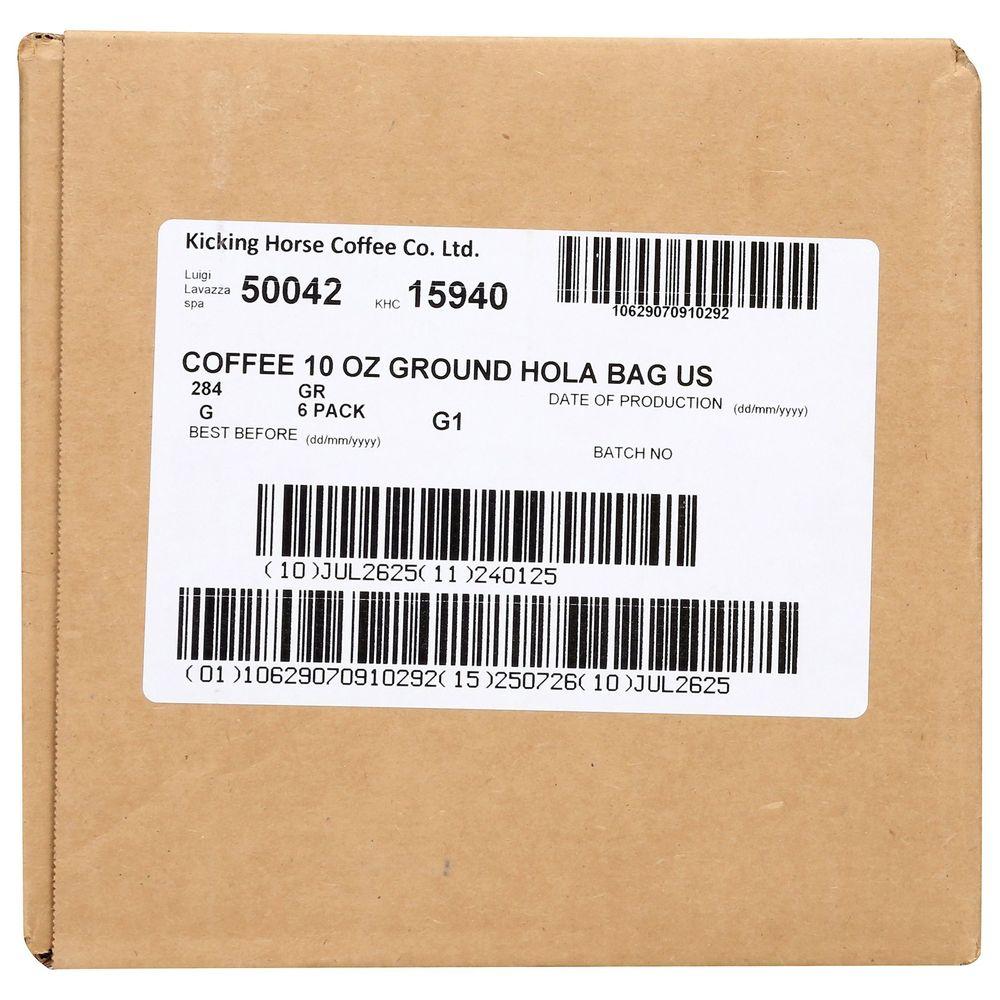 Kicking Horse Coffee Co. Ltd.
Luigi
Lavazza
spa
50042
KHC 15940
10629070910292
COFFEE 10 OZ GROUND HOLA BAG US
284 GR
G 6 PACK G1
DATE OF PRODUCTION (dd/mm/yyyy)
BEST BEFORE (dd/mm/yyyy)
BATCH NO
(10)JUL2625(11)240125
(01)10629070910292(15)250726(10)JUL2625